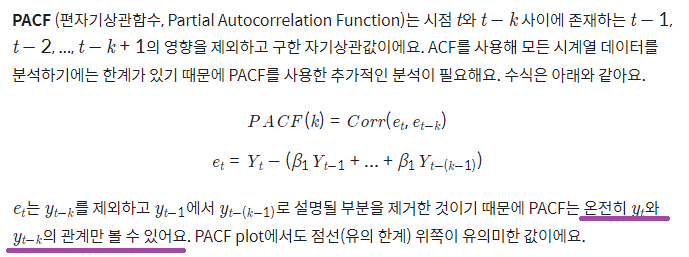 PACF (편자기상관함수, Partial Autocorrelation Function)는 시점 t와 t − k 사이에 존재하는 t − 1,
t − 2, ..., t − k + 1의 영향을 제외하고 구한 자기상관값이에요. ACF를 사용해 모든 시계열 데이터를
분석하기에는 한계가 있기 때문에 PACF를 사용한 추가적인 분석이 필요해요. 수식은 아래와 같아요.
PACF(k) = Corr(e_t, e_{t−k})
e_t = Y_t − (β_1 Y_{t−1} + ... + β_1 Y_{t−(k−1)})
e_t는 y_{t−k}를 제외하고 y_{t−1}에서 y_{t−(k−1)}로 설명될 부분을 제거한 것이기 때문에 PACF는 온전히 y_t와
y_{t−k}의 관계만 볼 수 있어요. PACF plot에서도 점선(유의 한계) 위쪽이 유의미한 값이에요.